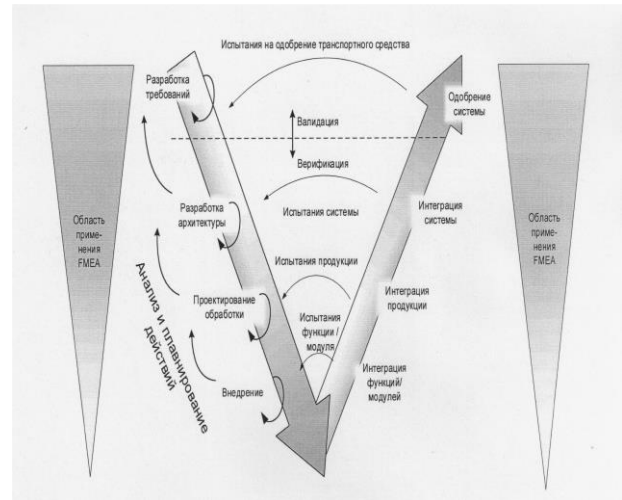 Испытания на одобрение транспортного средства
Разработка
требований
Одобрение
системы
Валидация
Верификация
Область
приме-
нения
FMEA
Разработка
архитектуры
Испытания системы
Интеграция
системы
Область
приме-
нения
FMEA
Испытания продукции
Проектирование
обработки
Интеграция
продукции
Испытания
функции /
модуля
Анализ и плавнирование
действий
Внедрение
Интеграция
функций/
модулей